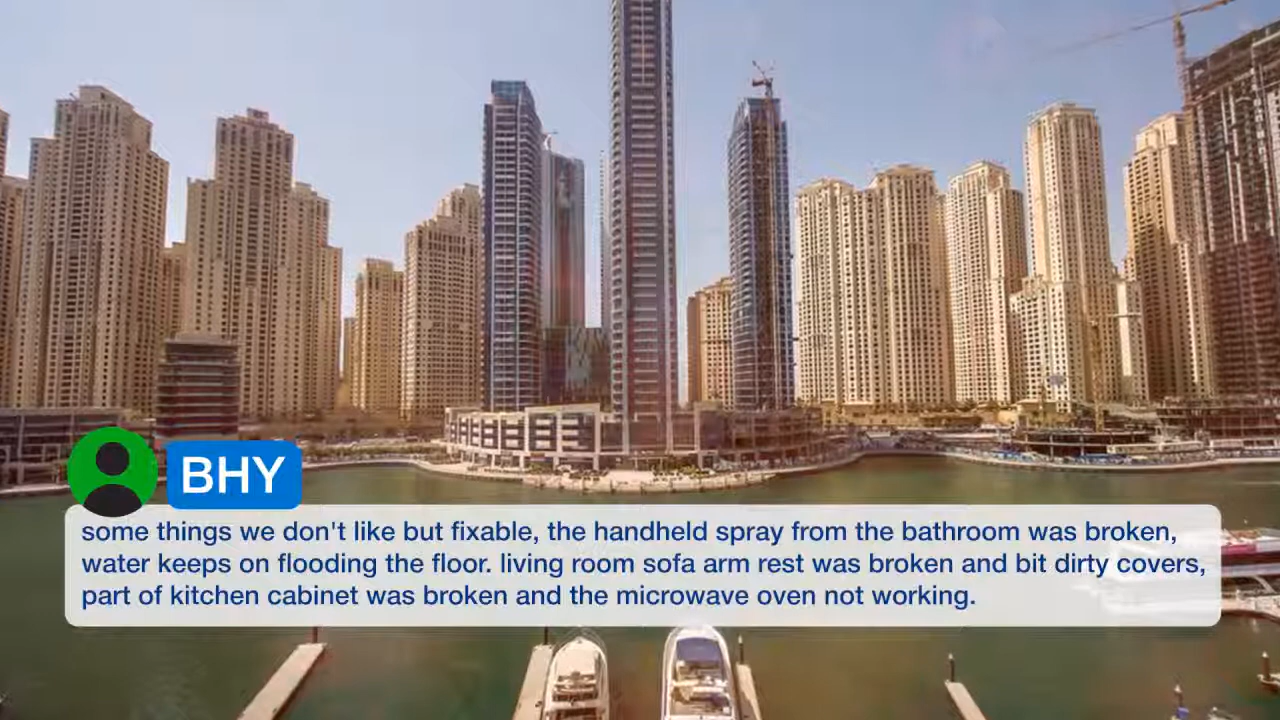 BHY
some things we don't like but fixable, the handheld spray from the bathroom was broken,
water keeps on flooding the floor. living room sofa arm rest was broken and bit dirty covers,
part of kitchen cabinet was broken and the microwave oven not working.